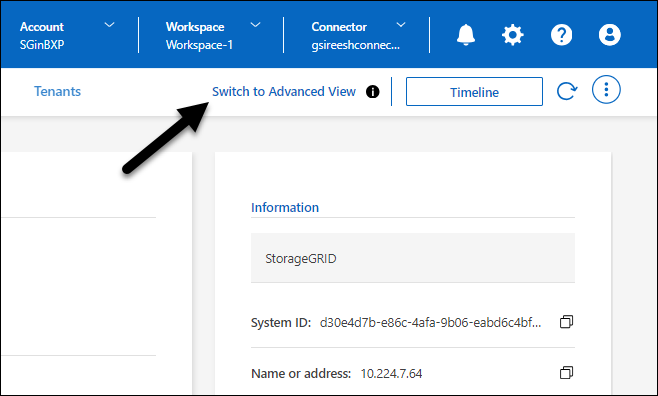 Account
SGinBXP
Workspace
Workspace-1
Connector
gsireeshconnec...
Tenants
Switch to Advanced View
Timeline
Information
StorageGRID
System ID: d30e4d7b-e86c-4afa-9b06-eabd6c4bf...
Name or address: 10.224.7.64